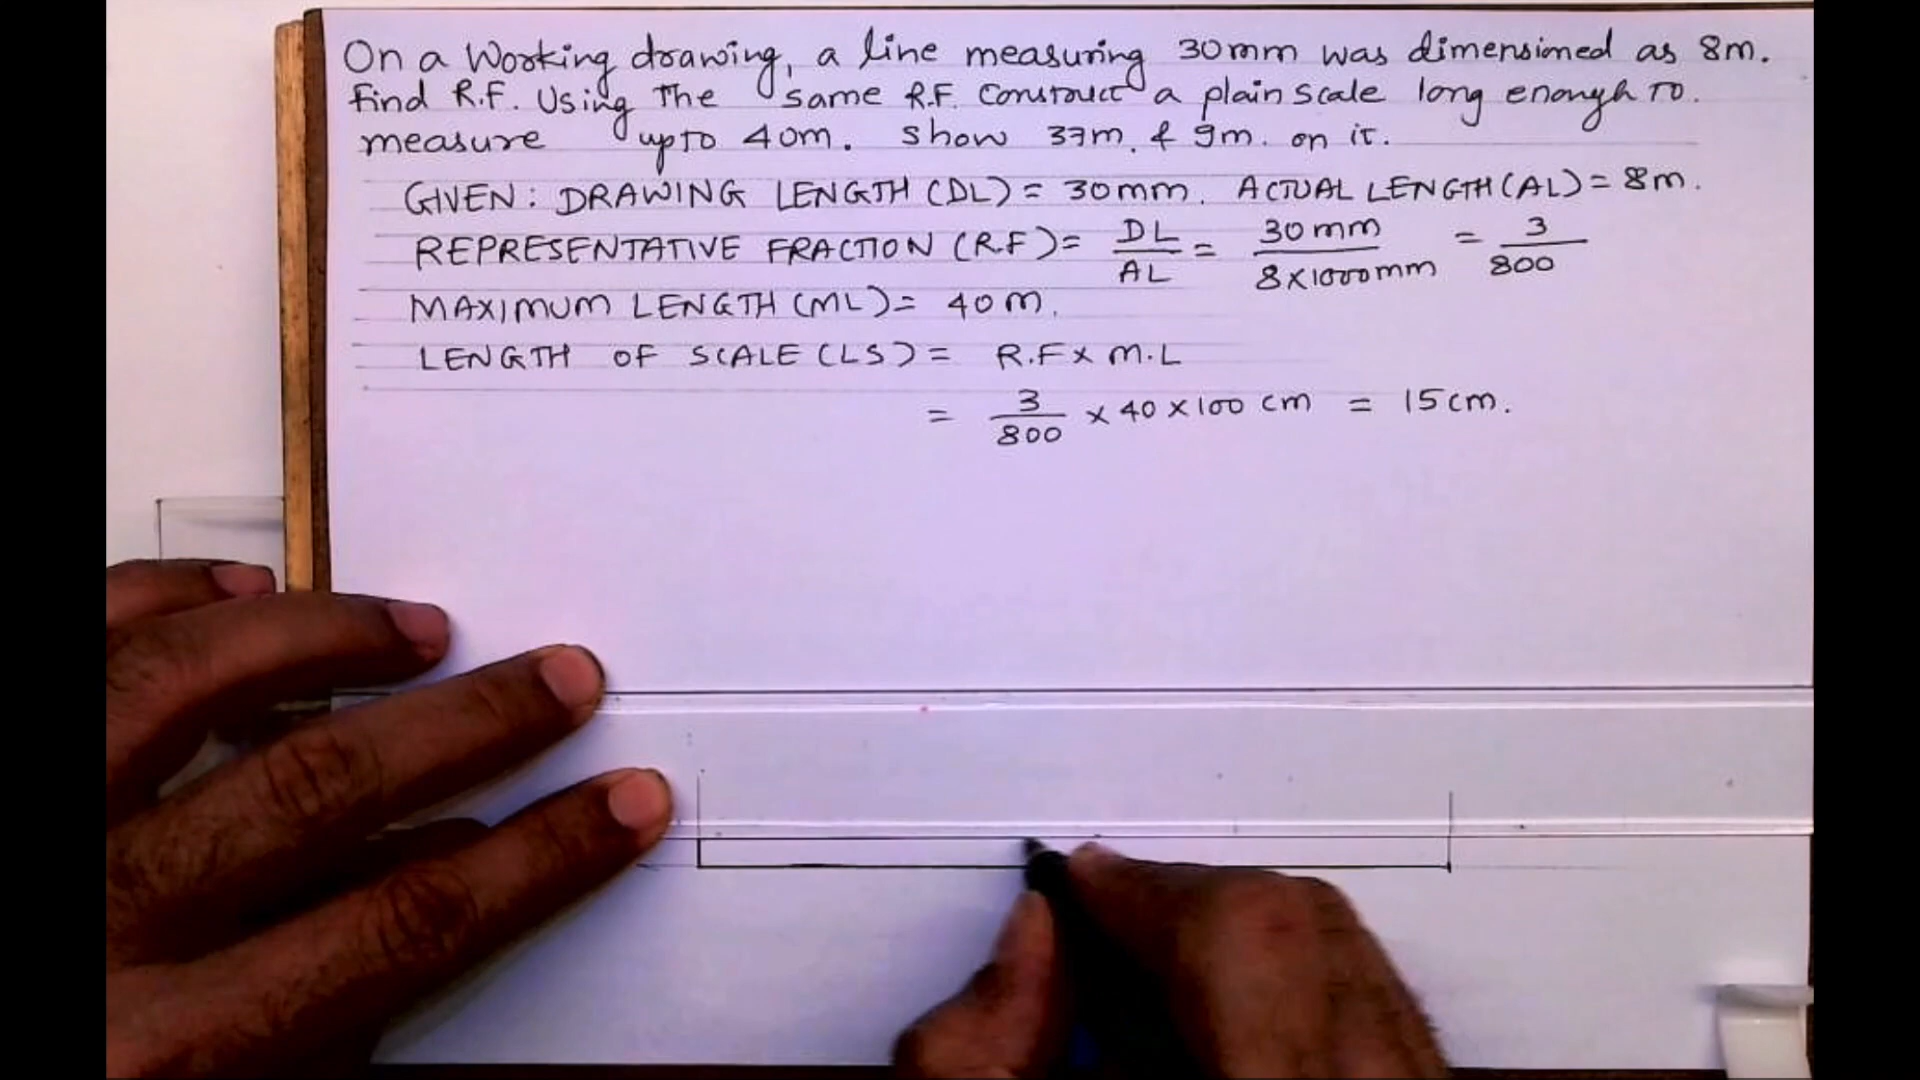 On a working drawing, a line measuring 30mm was dimensioned as 8m.
Find R.F. Using The same R.F. Construct a plain scale long enough to
measure upto 40m. Show 37m. & 9m. on it.
GIVEN: DRAWING LENGTH (DL) = 30mm. ACTUAL LENGTH (AL) = 8m.
REPRESENTATIVE FRACTION (R.F) = DL/AL = 30mm/8×1000mm = 3/800
MAXIMUM LENGTH (ML) = 40m.
LENGTH OF SCALE (LS) = R.F × M.L
= 3/800 × 40 × 100 cm = 15cm.